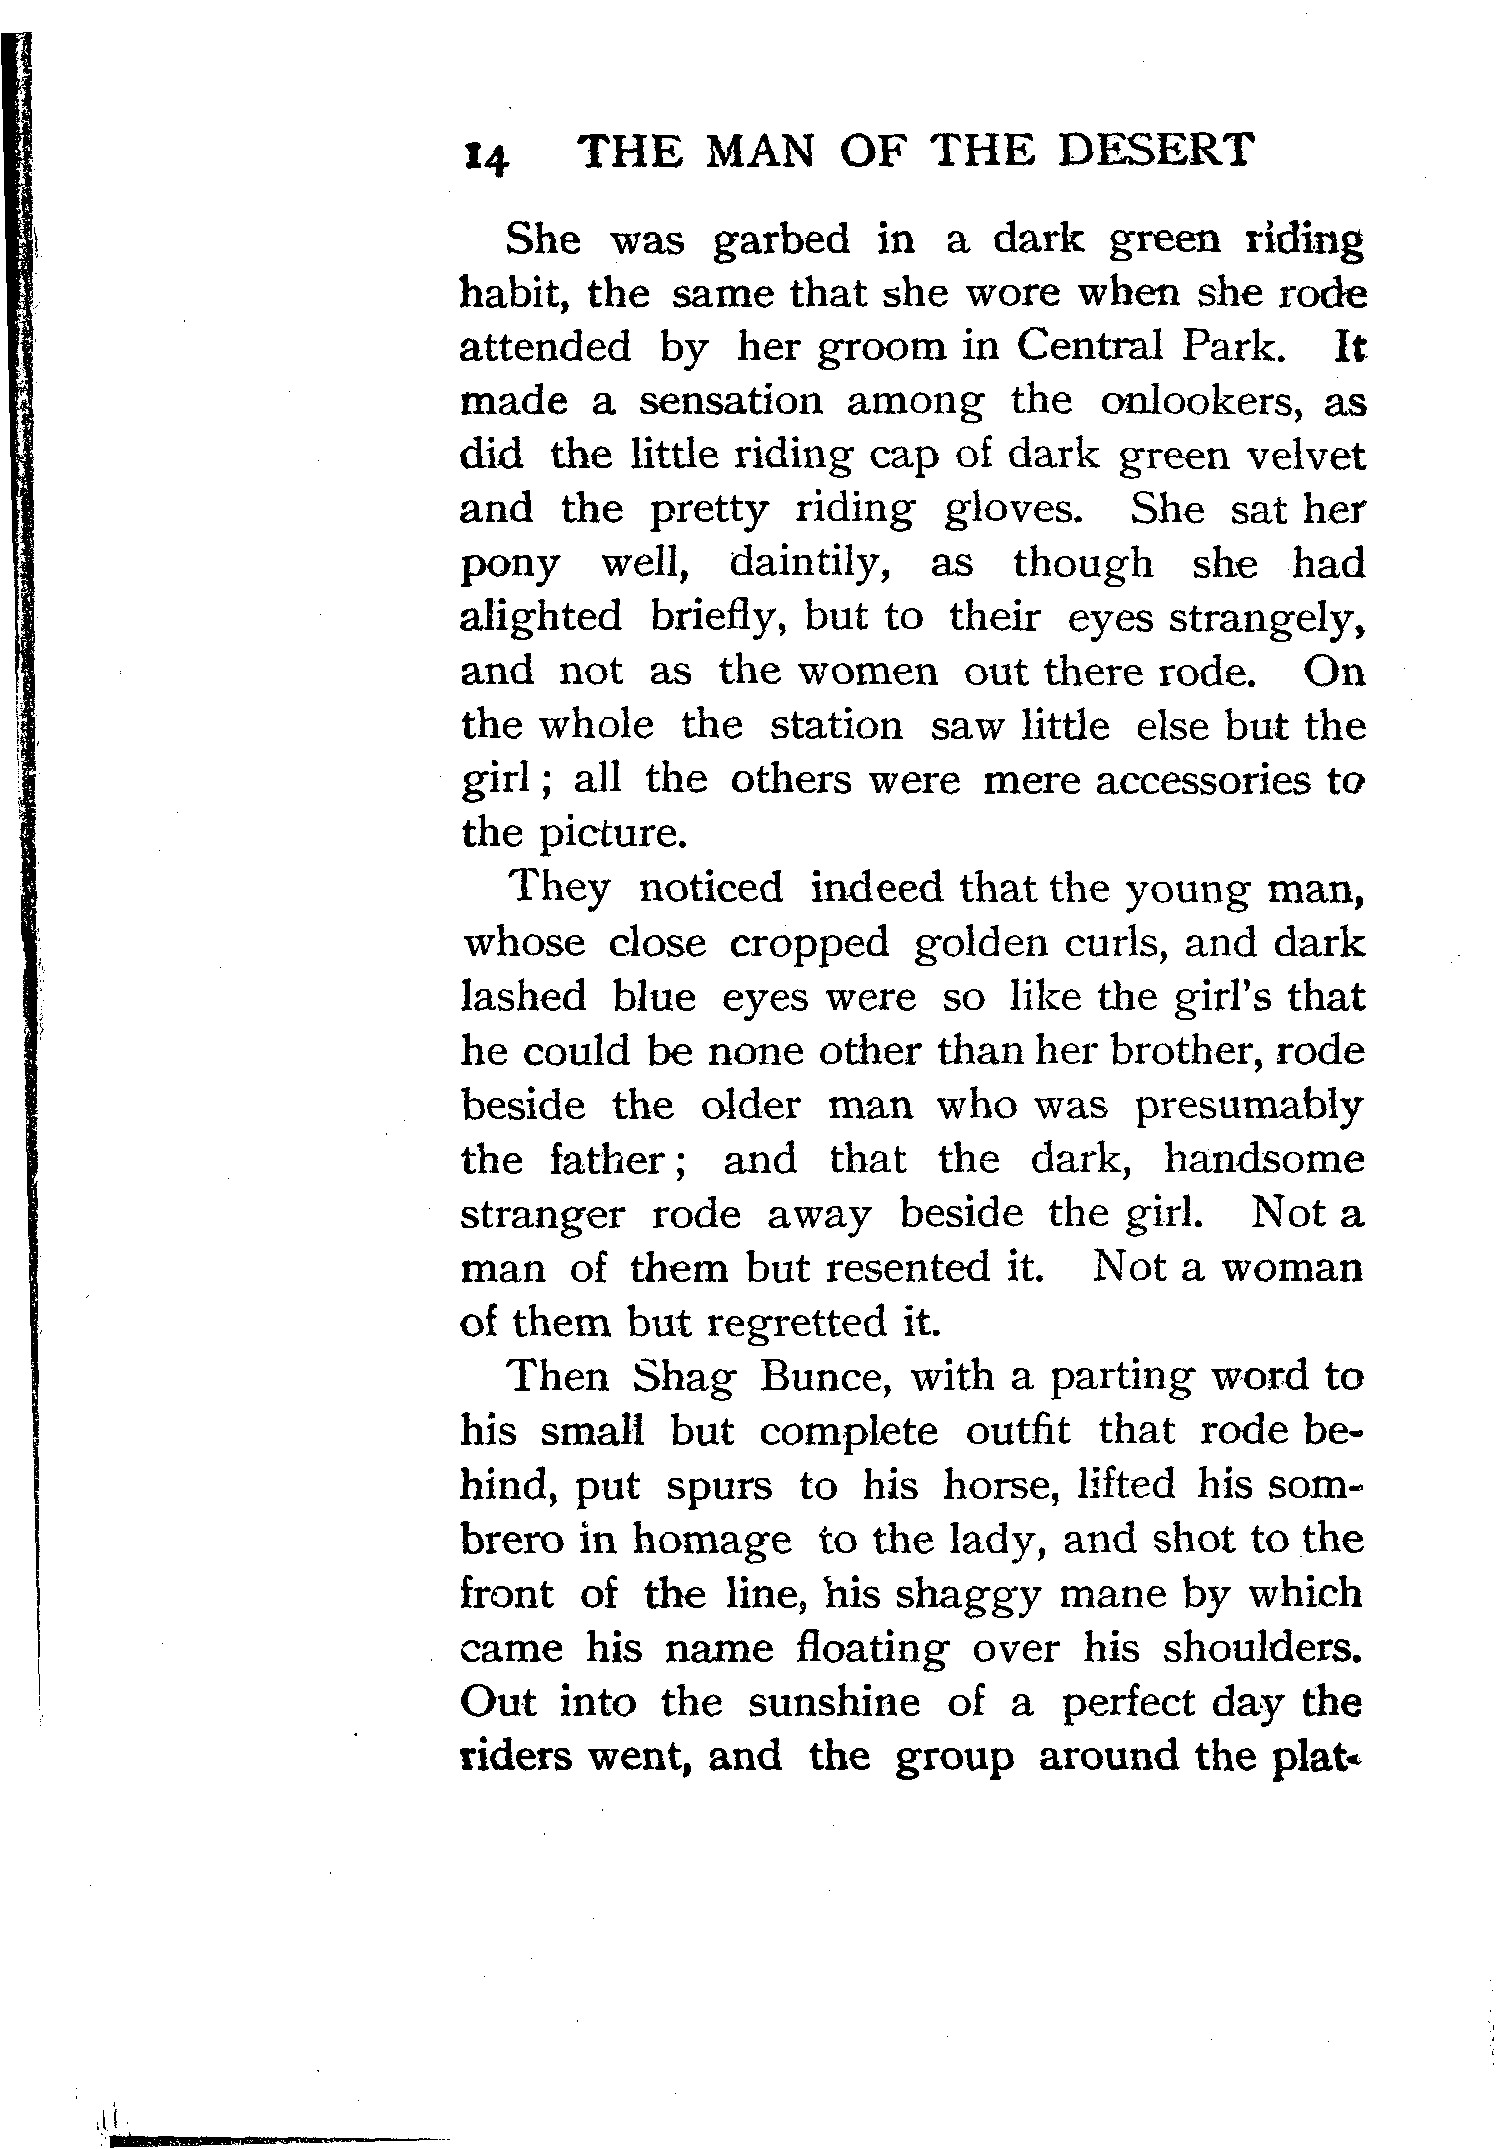 14 THE MAN OF THE DESERT
She was garbed in a dark green riding
habit, the same that she wore when she rode
attended by her groom in Central Park. It
made a sensation among the onlookers, as
did the little riding cap of dark green velvet
and the pretty riding gloves. She sat her
pony well, daintily, as though she had
alighted briefly, but to their eyes strangely,
and not as the women out there rode. On
the whole the station saw little else but the
girl ; all the others were mere accessories to
the picture.
They noticed indeed that the young man,
whose close cropped golden curls, and dark
lashed blue eyes were so like the girl's that
he could be none other than her brother, rode
beside the older man who was presumably
the father ; and that the dark, handsome
stranger rode away beside the girl. Not a
man of them but resented it. Not a woman
of them but regretted it.
Then Shag Bunce, with a parting word to
his small but complete outfit that rode be-
hind, put spurs to his horse, lifted his som-
brero in homage to the lady, and shot to the
front of the line, his shaggy mane by which
came his name floating over his shoulders.
Out into the sunshine of a perfect day the
riders went, and the group around the plat-